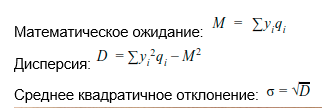 Математическое ожидание: M = ∑yᵢqᵢ
Дисперсия: D = ∑yᵢ²qᵢ − M²
Среднее квадратичное отклонение: σ = √D